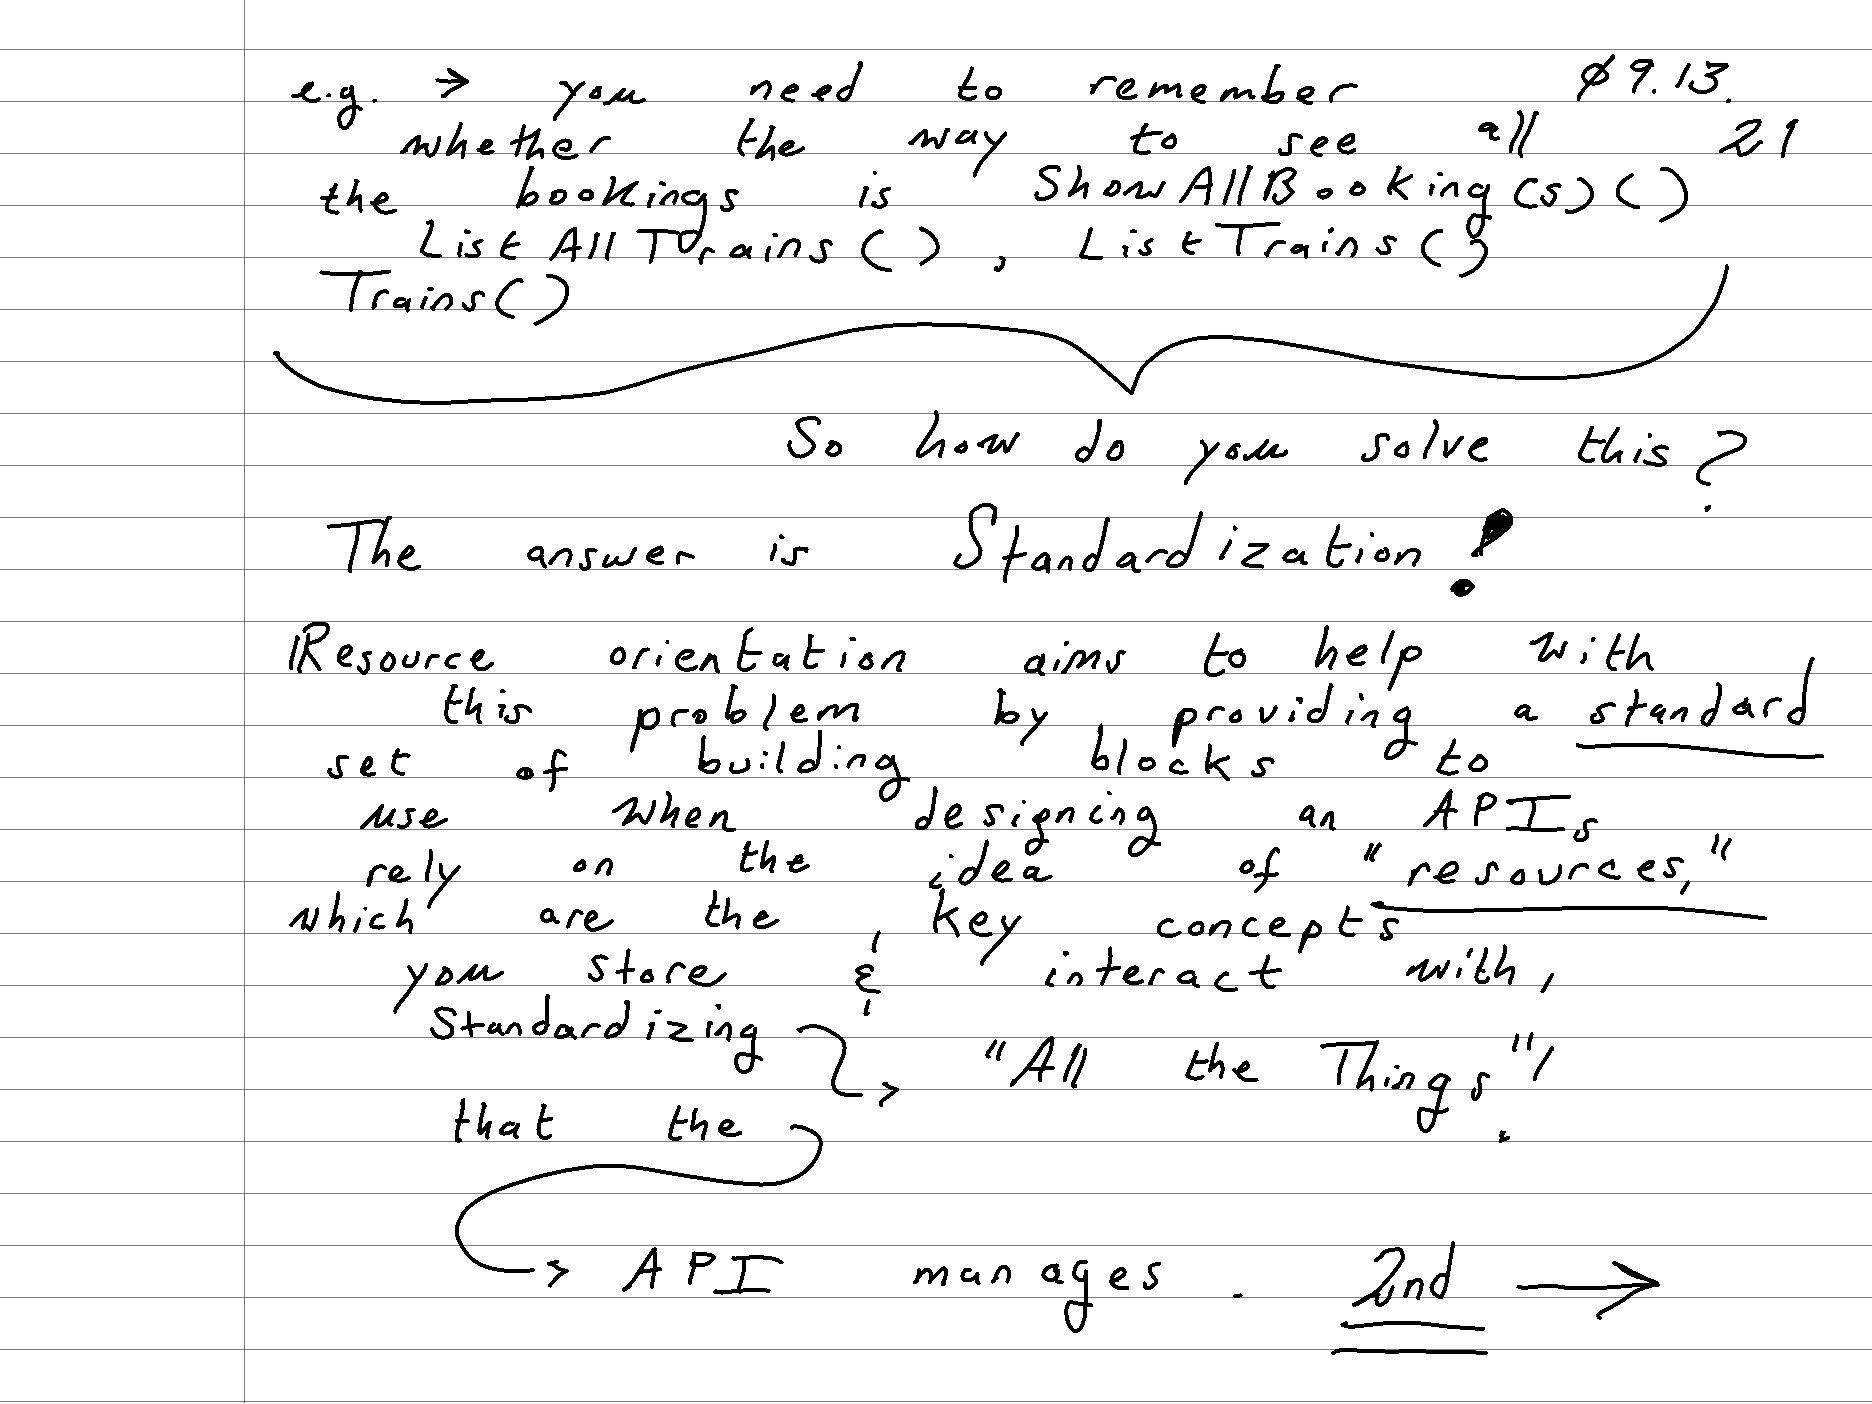 e.g. → you need to remember ø9.13.
whether the way to see all 21
the bookings is ShowAllBooking(s)()
ListAllTrains(), ListTrains()
Trains()
So how do you solve this?
The answer is Standardization!
Resource orientation aims to help with
this problem by providing a standard
set of building blocks to
use when designing an APIs
rely on the idea of "resources,"
which are the key concepts
you store & interact with,
Standardizing
"All the Things"
that the
API manages. 2nd →